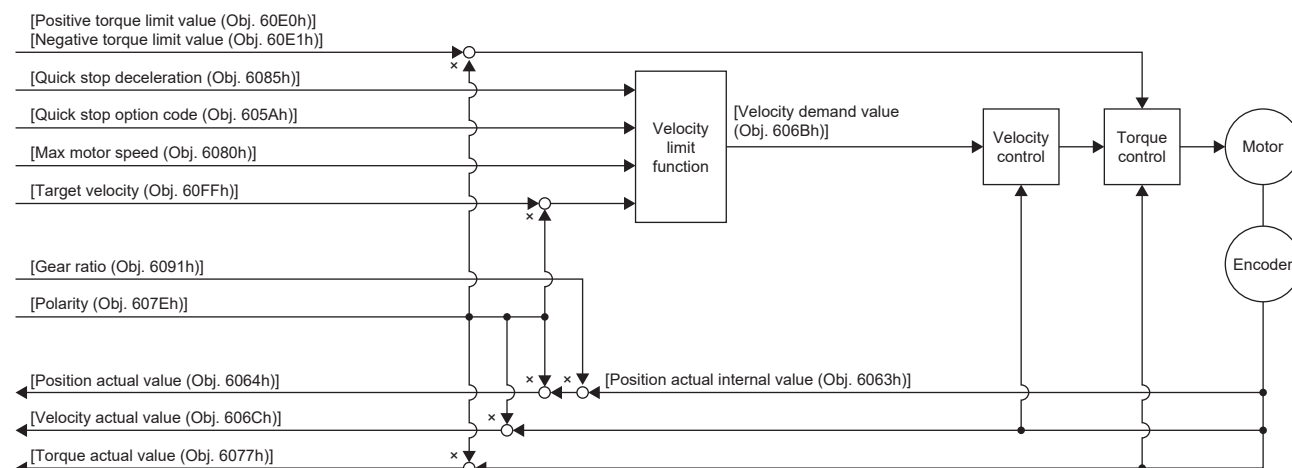 [Positive torque limit value (Obj. 60E0h)]
[Negative torque limit value (Obj. 60E1h)]
×
[Quick stop deceleration (Obj. 6085h)]
[Quick stop option code (Obj. 605Ah)]
[Max motor speed (Obj. 6080h)]
[Target velocity (Obj. 60FFh)]
×
Velocity
limit
function
[Velocity demand value
(Obj. 606Bh)]
Velocity
control
Torque
control
Motor
Encoder
[Gear ratio (Obj. 6091h)]
[Polarity (Obj. 607Eh)]
[Position actual value (Obj. 6064h)]
×
×
[Position actual internal value (Obj. 6063h)]
[Velocity actual value (Obj. 606Ch)]
×
[Torque actual value (Obj. 6077h)]
×